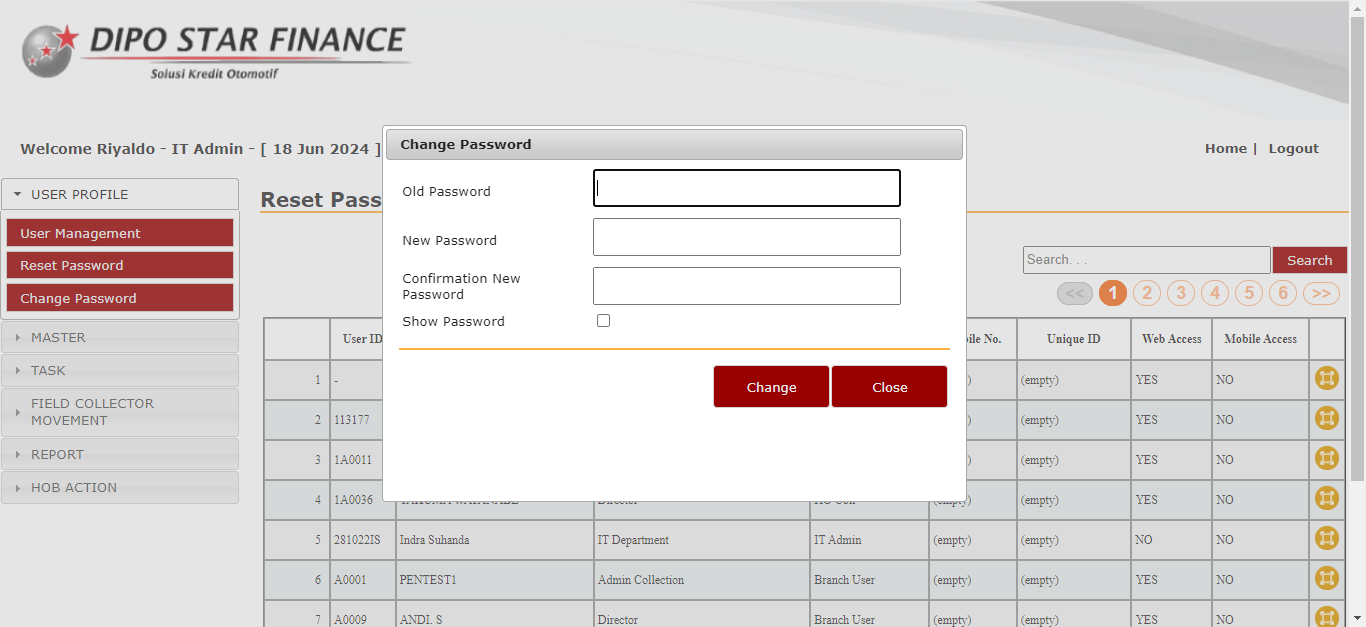 DIPO STAR FINANCE
Solusi Kredit Otomotif
Welcome Riyaldo - IT Admin - [ 18 Jun 2024 ]
Home | Logout
USER PROFILE
User Management
Reset Password
Change Password
MASTER
TASK
FIELD COLLECTOR
MOVEMENT
REPORT
HOB ACTION
Reset Pass
Change Password
Old Password
New Password
Confirmation New
Password
Show Password
Change Close
Search. . . Search
<< 1 2 3 4 5 6 >>
User ID No. Unique ID Web Access Mobile Access
1 - (empty) YES NO
2 113177 (empty) YES NO
3 1A0011 (empty) YES NO
4 1A0036 (empty) YES NO
5 281022IS Indra Suhanda IT Department IT Admin (empty) (empty) NO NO
6 A0001 PENTEST1 Admin Collection Branch User (empty) (empty) YES NO
7 A0009 ANDI. S Director Branch User (empty) (empty) YES NO